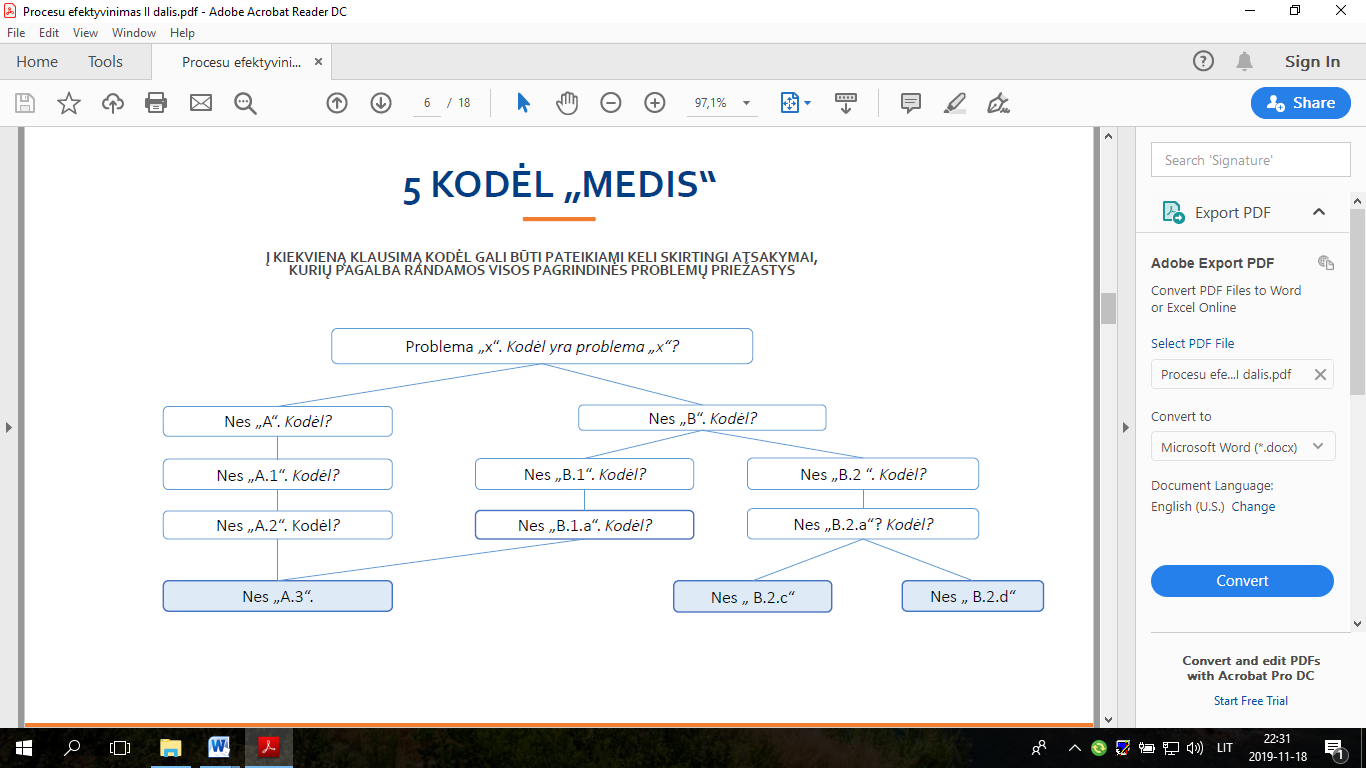 Procesu efektyvinimas II dalis.pdf - Adobe Acrobat Reader DC
File Edit View Window Help
Home Tools Procesu efektyvini... × Sign In
6 / 18 97,1% Share
5 KODĖL „MEDIS“
Į KIEKVIENĄ KLAUSIMĄ KODĖL GALI BŪTI PATEIKIAMI KELI SKIRTINGI ATSAKYMAI,
KURIŲ PAGALBA RANDAMOS VISOS PAGRINDINĖS PROBLEMŲ PRIEŽASTYS
Problema „x“. Kodėl yra problema „x“?
Nes „A“. Kodėl? Nes „B“. Kodėl?
Nes „A.1“. Kodėl? Nes „B.1“. Kodėl? Nes „B.2 “. Kodėl?
Nes „A.2“. Kodėl? Nes „B.1.a“. Kodėl? Nes „B.2.a“? Kodėl?
Nes „A.3“. Nes „ B.2.c“ Nes „ B.2.d“
Search 'Signature'
Export PDF
Adobe Export PDF
Convert PDF Files to Word
or Excel Online
Select PDF File
Procesu efe...I dalis.pdf
Convert to
Microsoft Word (*.docx)
Document Language:
English (U.S.) Change
Convert
Convert and edit PDFs
with Acrobat Pro DC
Start Free Trial
LIT
22:31
2019-11-18
1